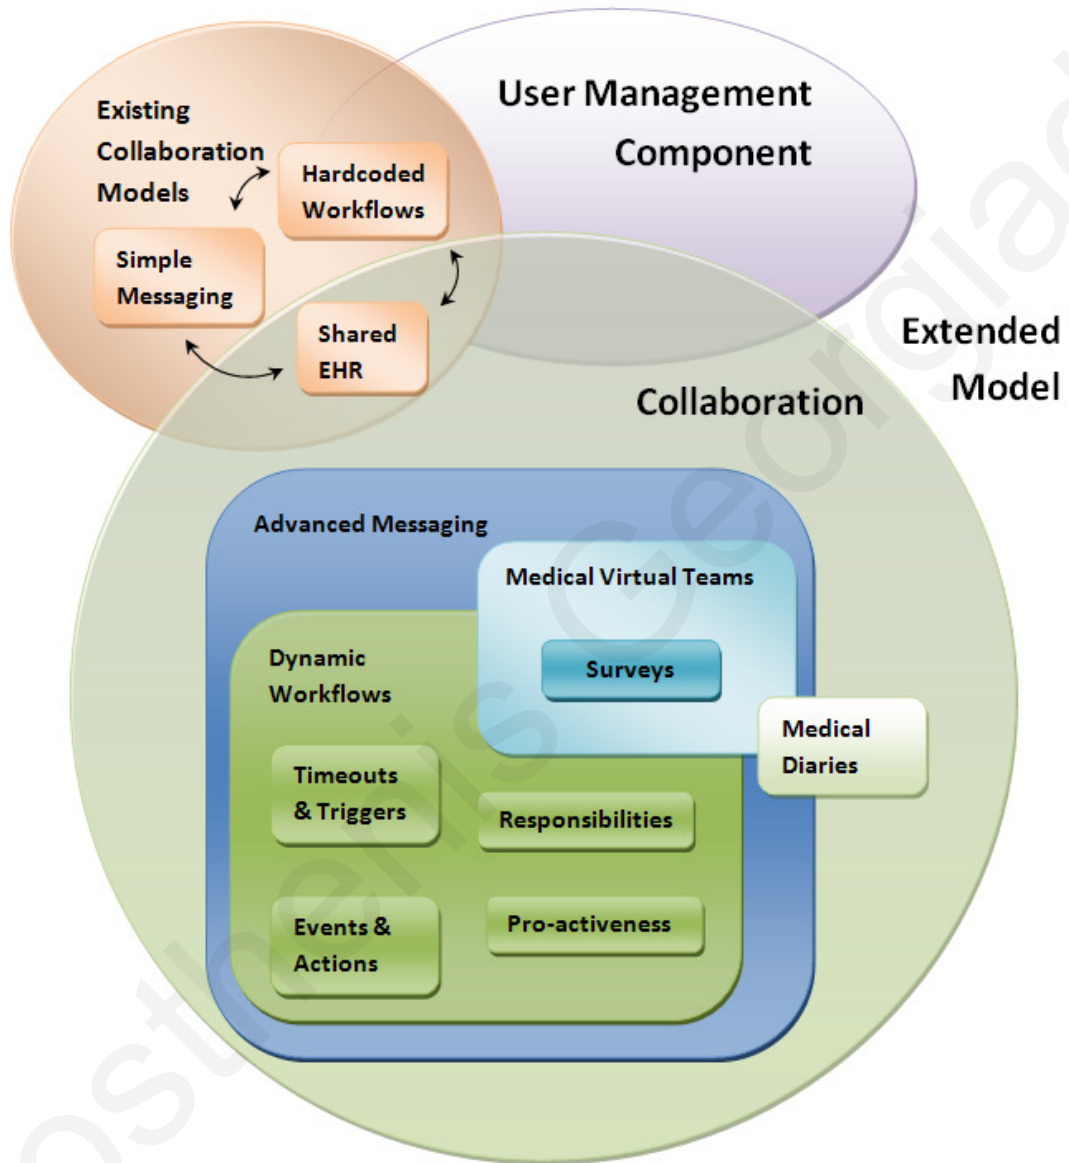 Existing
Collaboration
Models
Hardcoded
Workflows
Simple
Messaging
Shared
EHR
User Management
Component
Extended
Model
Collaboration
Advanced Messaging
Medical Virtual Teams
Surveys
Dynamic
Workflows
Medical
Diaries
Timeouts
& Triggers
Responsibilities
Events &
Actions
Pro-activeness